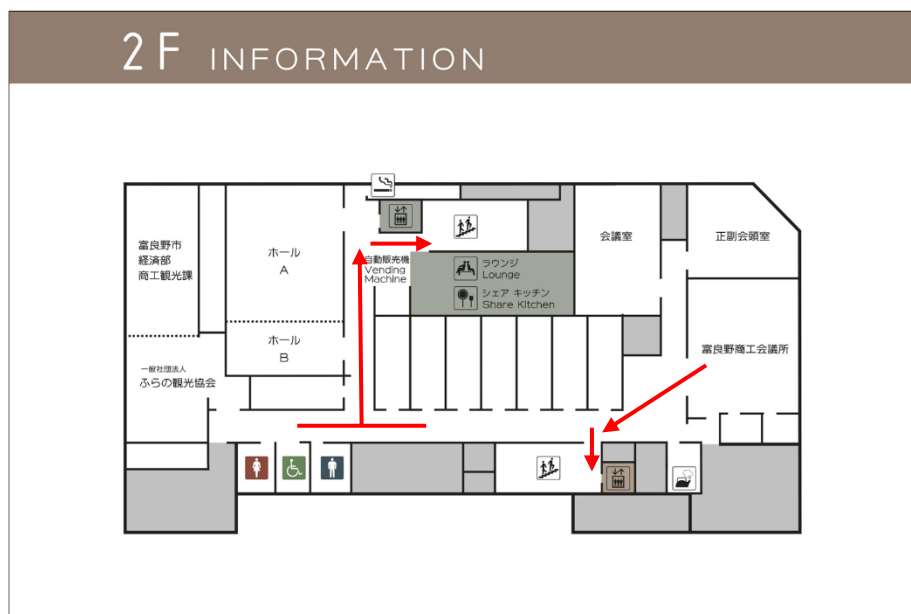 2F INFORMATION
富良野市
経済部
商工観光課
ホール
A
ホール
B
一般社団法人
ふらの観光協会
自動販売機
Vending
Machine
ラウンジ
Lounge
シェア キッチン
Share Kitchen
会議室
正副会頭室
富良野商工会議所